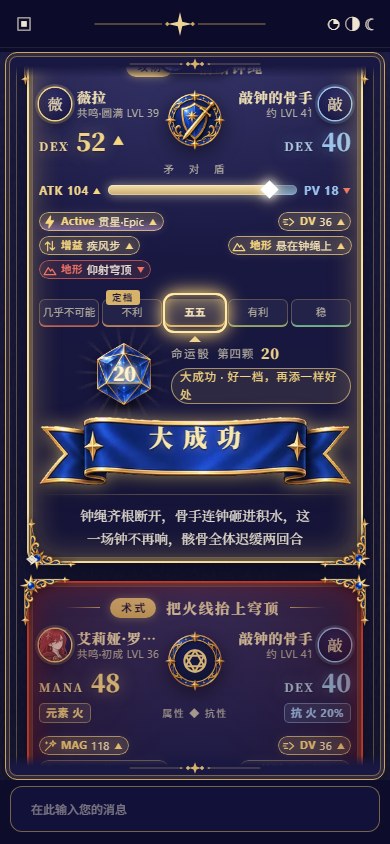 薇
薇拉
共鸣·圆满 LVL 39
敲钟的骨手
约 LVL 41
敲
DEX 52
DEX 40
矛 对 盾
ATK 104
PV 18
Active 贯星·Epic
DV 36
增益 疾风步
地形 悬在钟绳上
地形 仰射穹顶
定档
几乎不可能
不利
五五
有利
稳
20
命运骰 第四颗 20
大成功 · 好一档，再添一样好
处
大成功
钟绳齐根断开，骨手连钟砸进积水，这
一场钟不再响，骸骨全体迟缓两回合
术式 把火线抬上穹顶
艾莉娅·罗…
共鸣·初成 LVL 36
敲钟的骨手
约 LVL 41
敲
MANA 48
DEX 40
元素 火
属性 ◆ 抗性
抗 火 20%
MAG 118
DV 36
在此输入您的消息